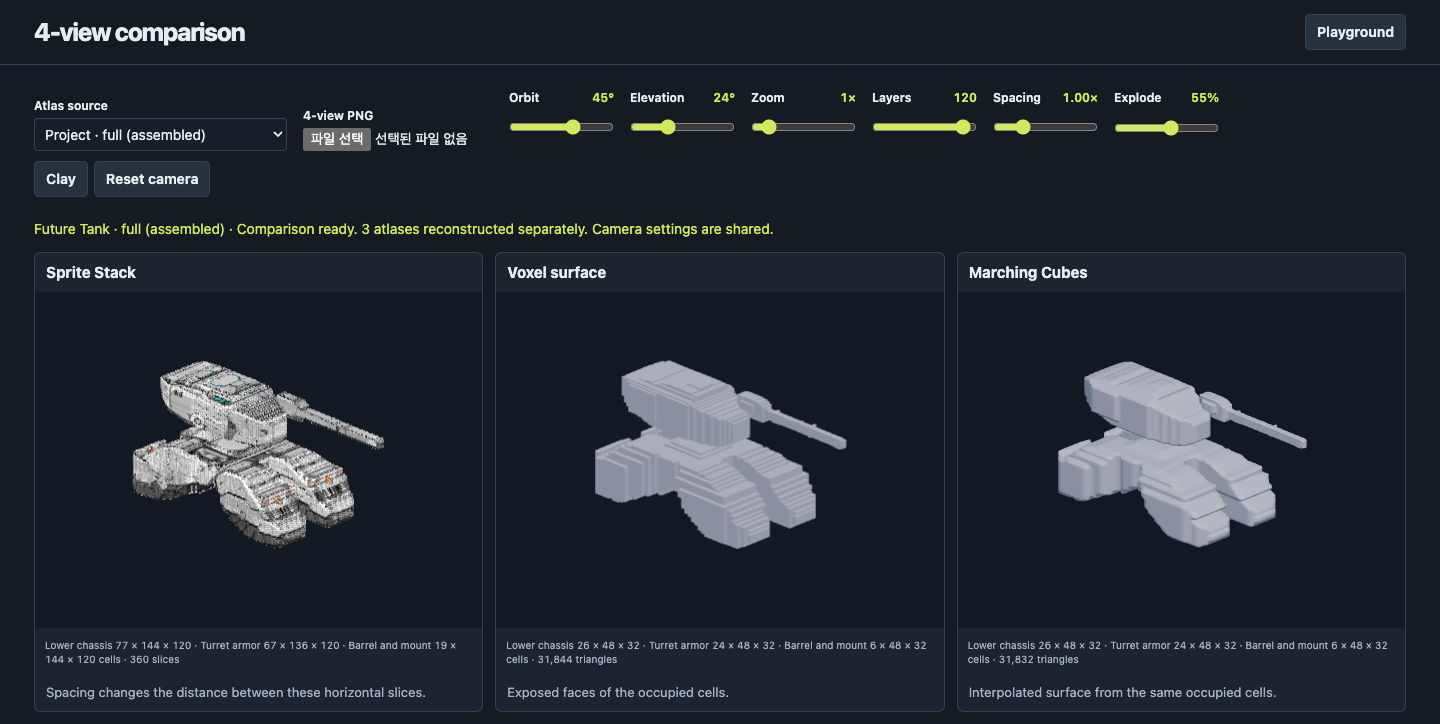 4-view comparison
Playground
Atlas source
Project · full (assembled)
4-view PNG
파일 선택 선택된 파일 없음
Orbit 45°
Elevation 24°
Zoom 1×
Layers 120
Spacing 1.00×
Explode 55%
Clay
Reset camera
Future Tank · full (assembled) · Comparison ready. 3 atlases reconstructed separately. Camera settings are shared.
Sprite Stack
Lower chassis 77 × 144 × 120 · Turret armor 67 × 136 × 120 · Barrel and mount 19 ×
144 × 120 cells · 360 slices
Spacing changes the distance between these horizontal slices.
Voxel surface
Lower chassis 26 × 48 × 32 · Turret armor 24 × 48 × 32 · Barrel and mount 6 × 48 × 32
cells · 31,844 triangles
Exposed faces of the occupied cells.
Marching Cubes
Lower chassis 26 × 48 × 32 · Turret armor 24 × 48 × 32 · Barrel and mount 6 × 48 × 32
cells · 31,832 triangles
Interpolated surface from the same occupied cells.